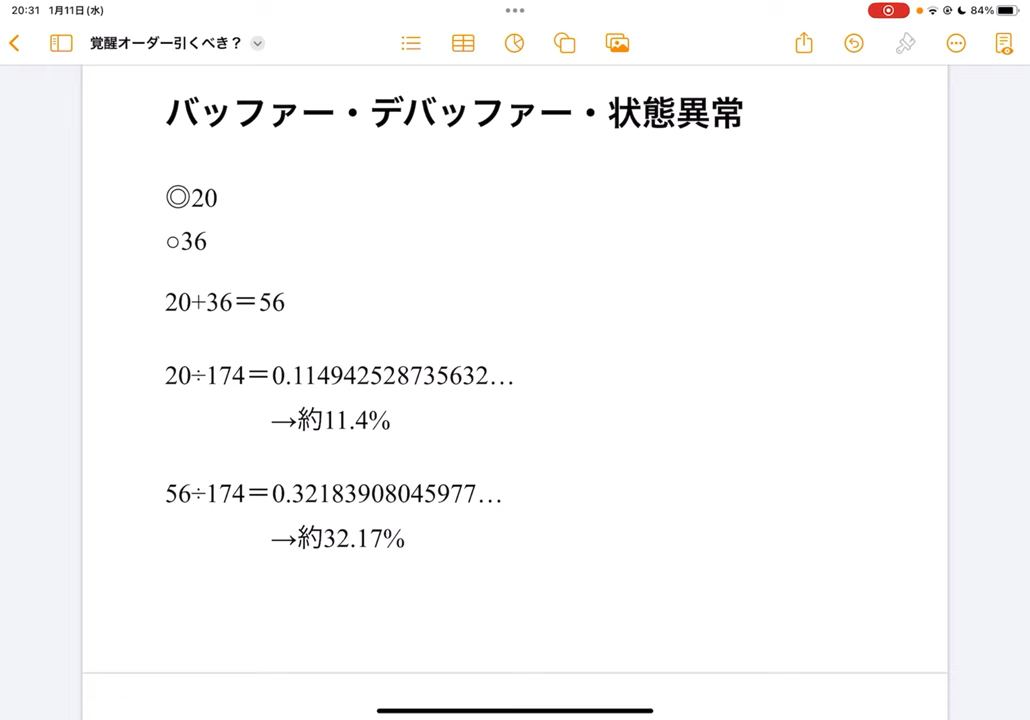 20:31 1月11日(水)
84%
覚醒オーダー引くべき？
バッファー・デバッファー・状態異常
◎20
○36
20+36＝56
20÷174＝0.114942528735632…
→約11.4%
56÷174＝0.32183908045977…
→約32.17%